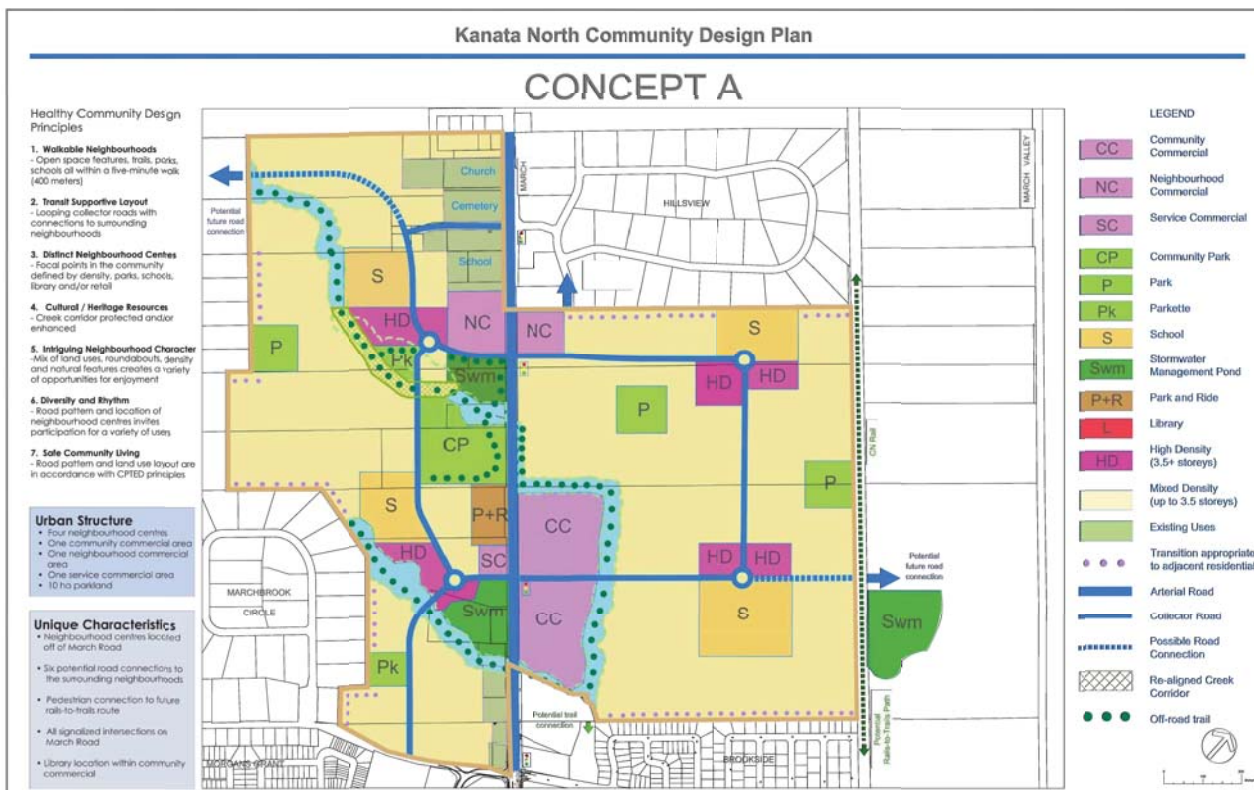 Kanata North Community Design Plan
CONCEPT A
Healthy Community Design
Principles
1. Walkable Neighbourhoods
- Open space features, trails, parks,
schools all within a five-minute walk
(400 meters)
2. Transit Supportive Layout
- Looping collector roads with
connections to surrounding
neighbourhoods
3. Distinct Neighbourhood Centes
- Focal points in the community
defined by density, parks, schools,
library and/or retail
4. Cultural / Heritage Resources
- Creek corridor protected and/or
enhanced
5. Intriguing Neighbourhood Character
-Mix of land uses, roundabouts, density
and natural features creates a variety
of opportunities for enjoyment
6. Diversity and Rhythm
- Road pattern and location of
neighbourhood centres invites
participation for a variety of uses
7. Safe Community Living
- Road pattern and land use layout are
in accordance with CPTED principles
Urban Structure
• Four neighbourhood centres
• One community commercial area
• One neighbourhood commercial
area
• One service commercial area
• 10 ha parkland
Unique Characteristics
• Neighbourhood centres located
off of March Road
• Six potential road connections to
the surrounding neighbourhoods
• Pedestrian connection to future
rails-to-trails route
• All signalized intersections on
March Road
• Library location within community
commercial
Potential
future road
connection
Church
Cemetery
School
MARCH
HILLSVIEW
MARCH VALLEY
S
HD
NC
NC
S
P
Pk
Swm
HD
HD
P
CP
P
CN Rail
S
P+R
CC
HD
SC
HD
HD
Potential
future road
connection
MARCHBROOK
CIRCLE
Swm
CC
S
Swm
Pk
Potential trail
connection
Potential
Rails-to-Trails Path
MORGANS GRANT
BROOKSIDE
LEGEND
CC
Community
Commercial
NC
Neighbourhood
Commercial
SC
Service Commercial
CP
Community Park
P
Park
Pk
Parkette
S
School
Swm
Stormwater
Management Pond
P+R
Park and Ride
L
Library
HD
High Density
(3.5+ storeys)
Mixed Density
(up to 3.5 storeys)
Existing Uses
Transition appropriate
to adjacent residential
Arterial Road
Collector Road
Possible Road
Connection
Re-aligned Creek
Corridor
Off-road trail